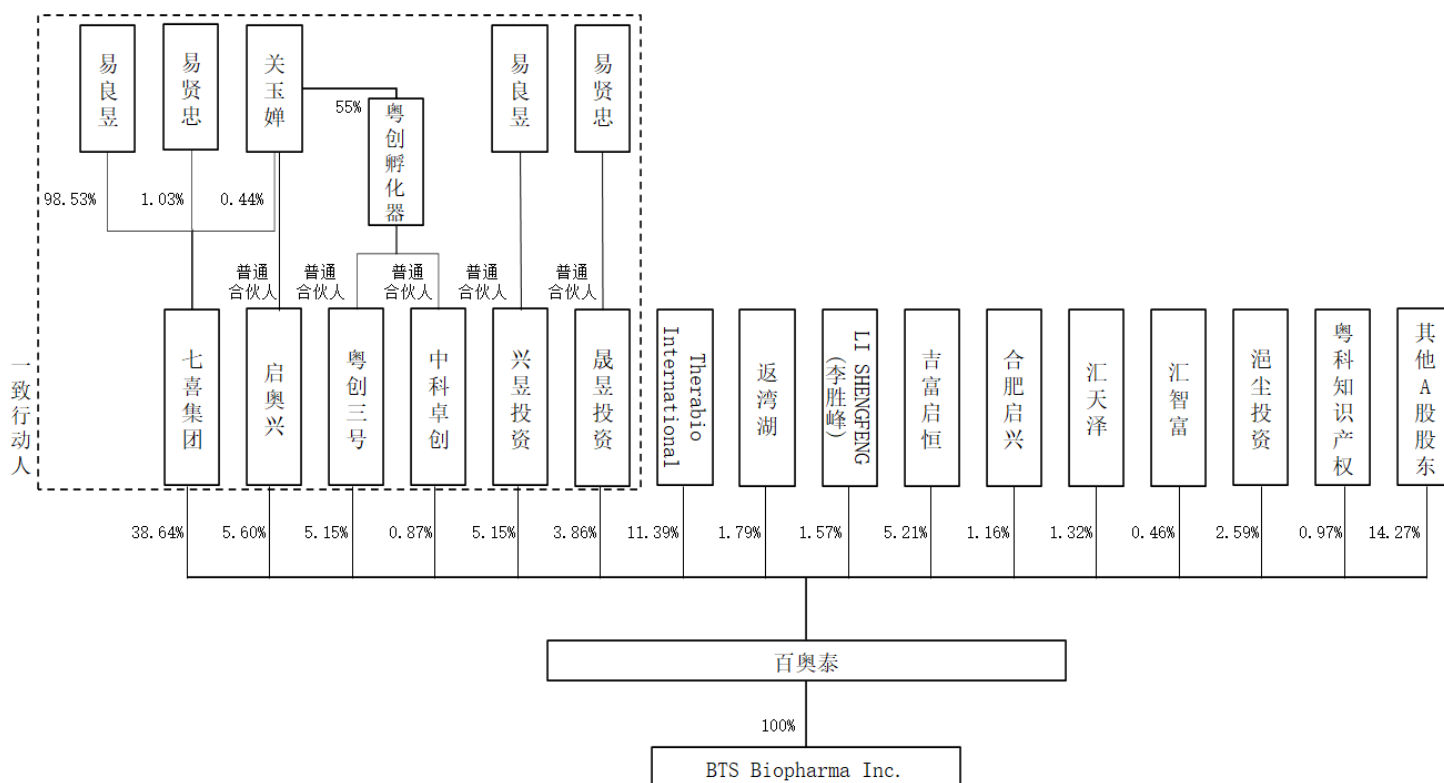 易良昱
易贤忠
关玉婵
易良昱
易贤忠
55%
粤创孵化器
98.53%
1.03%
0.44%
普通
合伙人
普通
合伙人
普通
合伙人
普通
合伙人
普通
合伙人
一致行动人
七喜集团
启奥兴
粤创三号
中科卓创
兴昱投资
晟昱投资
Therabio
International
返湾湖
LI SHENGFENG
(李胜峰)
吉富启恒
合肥启兴
汇天泽
汇智富
浥尘投资
粤科知识产权
其他A股股东
38.64%
5.60%
5.15%
0.87%
5.15%
3.86%
11.39%
1.79%
1.57%
5.21%
1.16%
1.32%
0.46%
2.59%
0.97%
14.27%
百奥泰
100%
BTS Biopharma Inc.